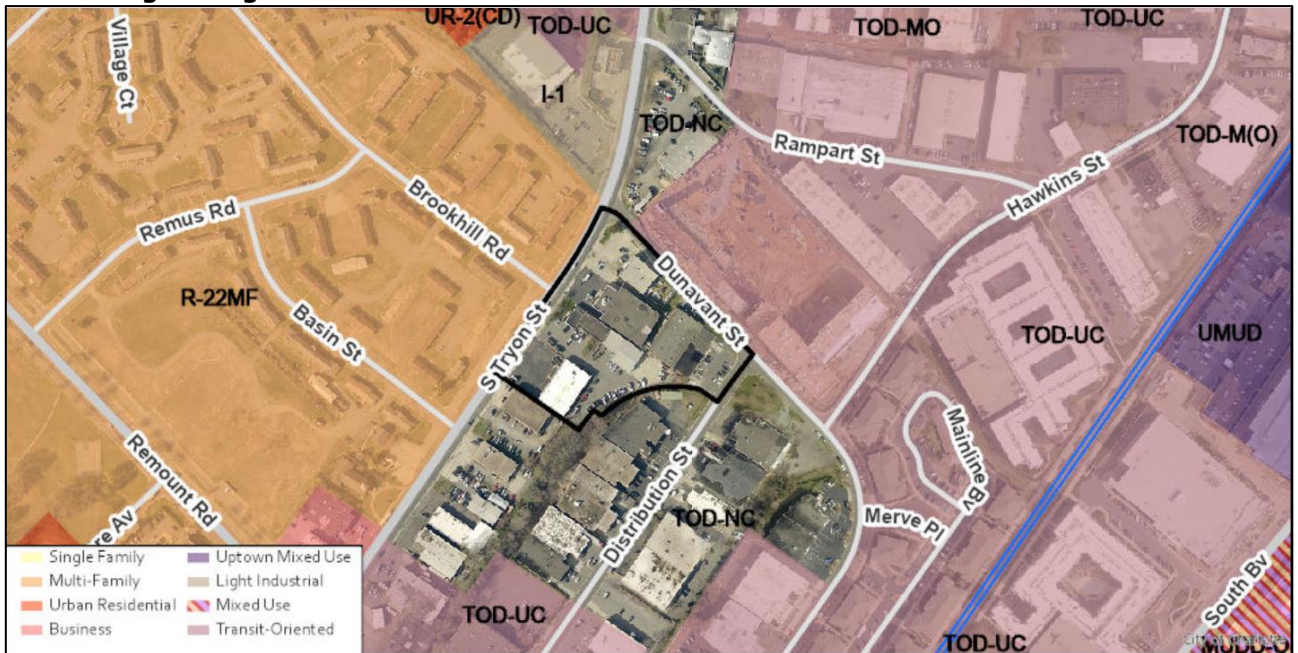 UR-2(CD)
TOD-UC
TOD-MO
TOD-UC
Village Ct
I-1
TOD-NC
TOD-M(O)
Rampart St
Hawkins St
Remus Rd
Brookhill Rd
Dunavant St
R-22MF
Basin St
S Tryon St
TOD-UC
UMUD
Mainline Bv
Remount Rd
Distribution St
TOD-NC
Merve Pl
re Av
South Bv
TOD-UC
TOD-UC
MUDD-O
Single Family
Uptown Mixed Use
Multi-Family
Light Industrial
Urban Residential
Mixed Use
Business
Transit-Oriented